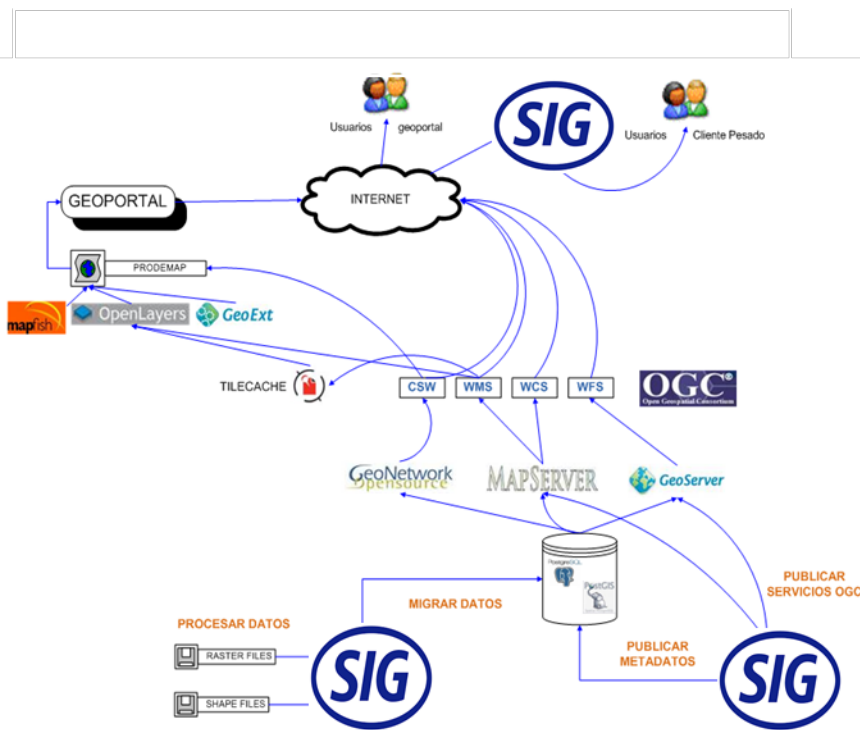 SIG
Usuarios geoportal
Usuarios Cliente Pesado
GEOPORTAL
INTERNET
PRODEMAP
mapfish
OpenLayers
GeoExt
TILECACHE
CSW
WMS
WCS
WFS
OGC®
Open Geospatial Consortium
GeoNetwork
Opensource
MAPSERVER
GeoServer
PostgreSQL
PostGIS
PUBLICAR
SERVICIOS OGC
MIGRAR DATOS
PROCESAR DATOS
PUBLICAR
METADATOS
RASTER FILES
SHAPE FILES
SIG
SIG